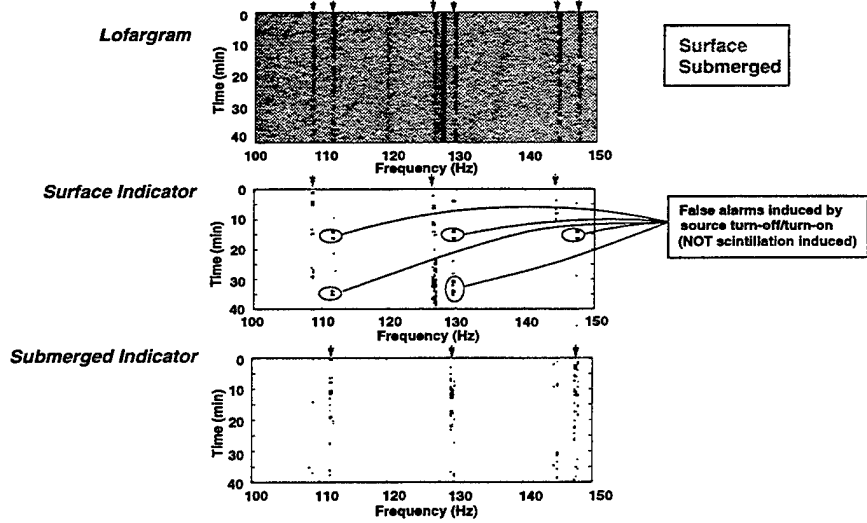 Lofargram
0
10
20
30
40
Time (min)
100 110 120 130 140 150
Frequency (Hz)
Surface
Submerged
Surface Indicator
0
10
20
30
40
Time (min)
100 110 120 130 140 150
Frequency (Hz)
False alarms induced by
source turn-off/turn-on
(NOT scintillation induced)
Submerged Indicator
0
10
20
30
40
Time (min)
100 110 120 130 140 150
Frequency (Hz)